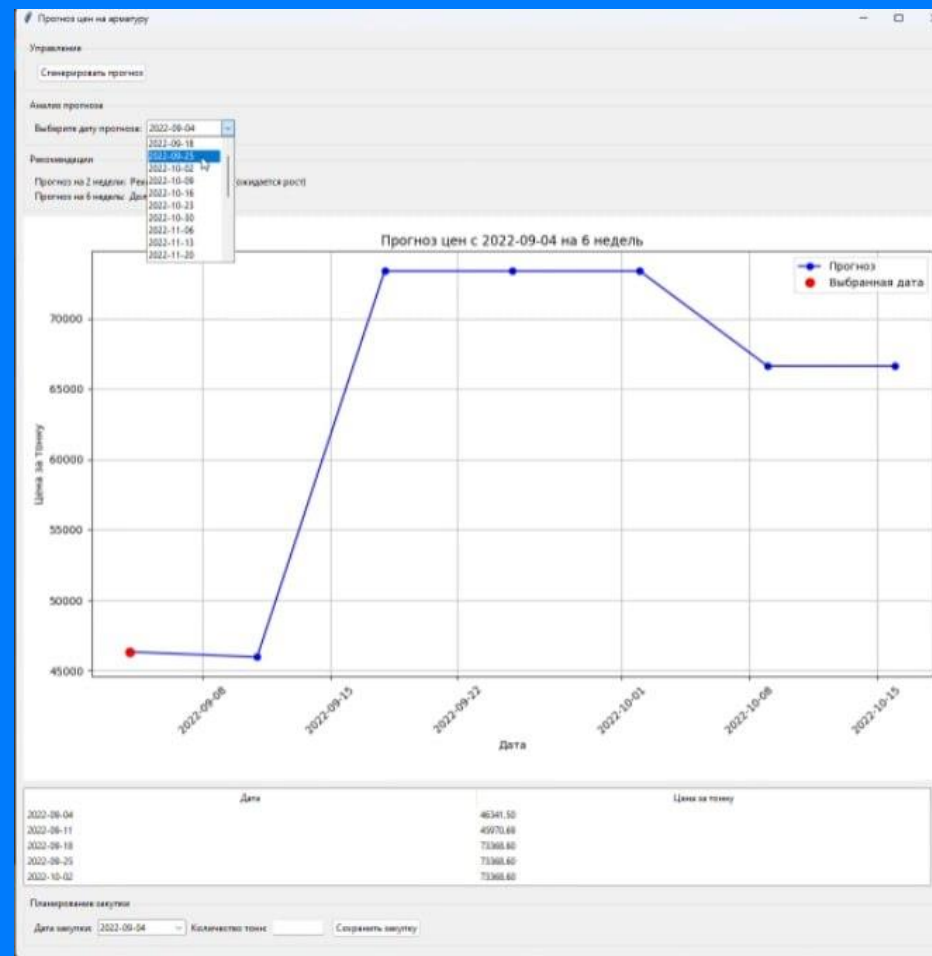 Прогноз цен на арматуру
Управление
Сгенерировать прогноз
Анализ прогноза
Выберите дату прогноза: 2022-09-04
2022-09-18
2022-09-25
2022-10-02
2022-10-09
2022-10-16
2022-10-23
2022-10-30
2022-11-06
2022-11-13
2022-11-20
Рекомендации
Прогноз на 2 недели: ожидается рост)
Прогноз на 6 недель:
Прогноз цен с 2022-09-04 на 6 недель
Прогноз
Выбранная дата
Цена за тонну
70000
65000
60000
55000
50000
45000
2022-09-08
2022-09-15
2022-09-22
2022-10-01
2022-10-08
2022-10-15
Дата
Дата Цена за тонну
2022-09-04 46341.50
2022-09-11 45970.68
2022-09-18 73368.60
2022-09-25 73368.60
2022-10-02 73368.60
Планирование закупки
Дата закупки: 2022-09-04 Количество тонн: Сохранить закупку